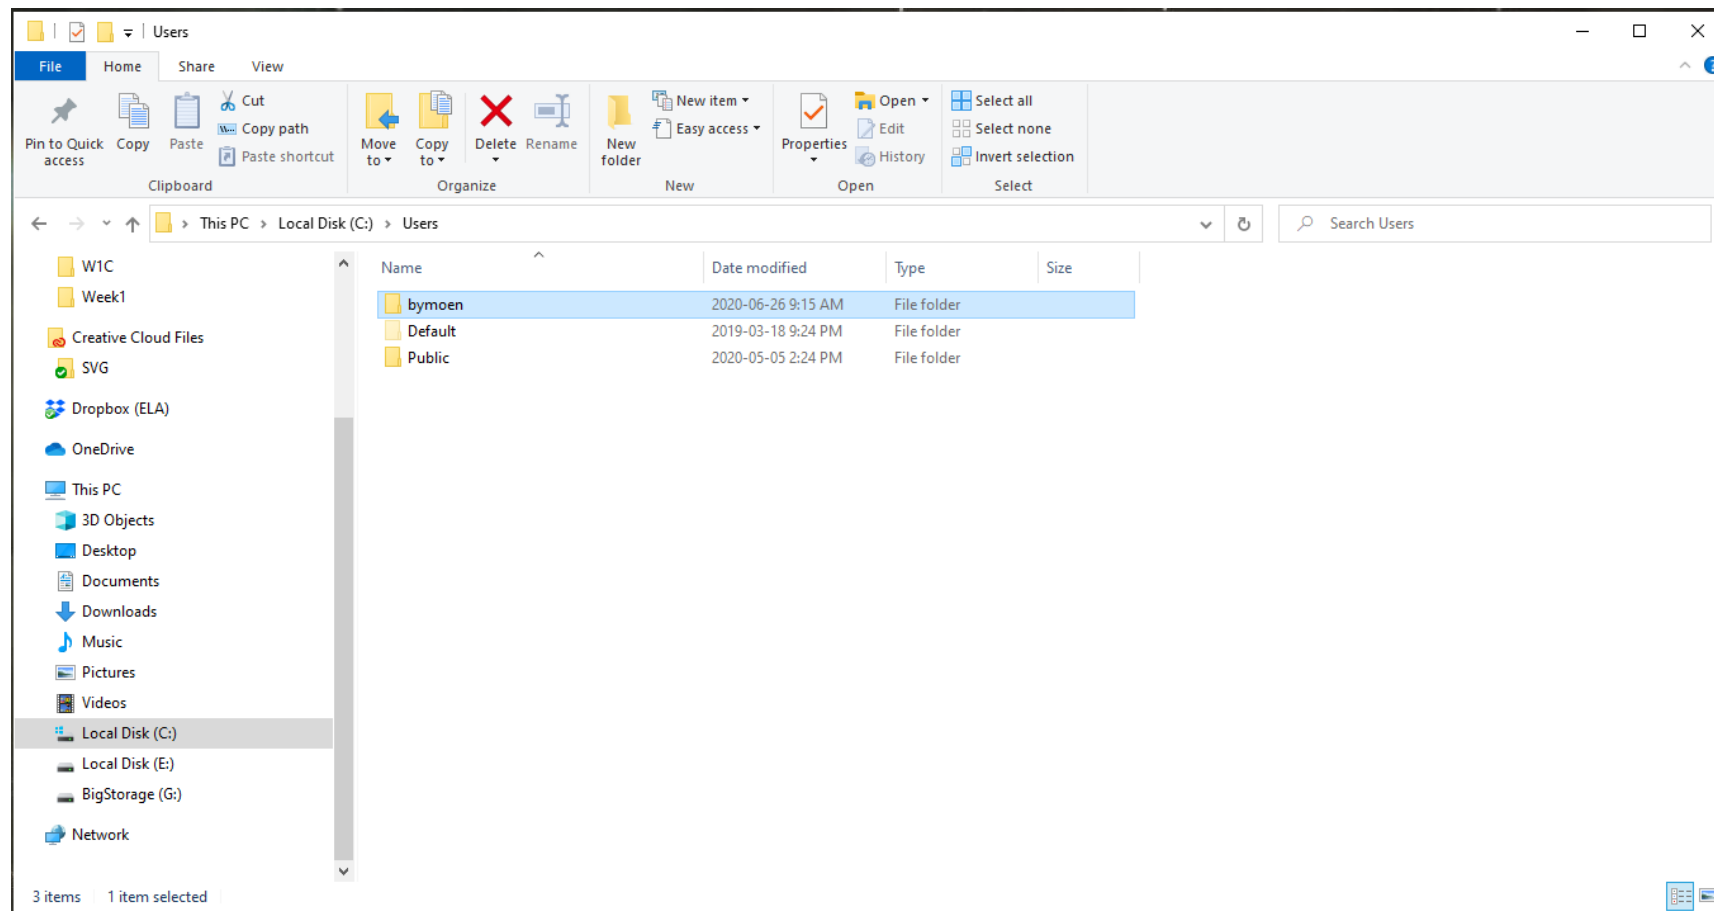 Users
File Home Share View
Pin to Quick access
Copy
Paste
Cut
Copy path
Paste shortcut
Clipboard
Move to
Copy to
Delete
Rename
Organize
New folder
New item
Easy access
New
Properties
Open
Edit
History
Open
Select all
Select none
Invert selection
Select
This PC > Local Disk (C:) > Users
Search Users
W1C
Week1
Creative Cloud Files
SVG
Dropbox (ELA)
OneDrive
This PC
3D Objects
Desktop
Documents
Downloads
Music
Pictures
Videos
Local Disk (C:)
Local Disk (E:)
BigStorage (G:)
Network
Name Date modified Type Size
bymoen 2020-06-26 9:15 AM File folder
Default 2019-03-18 9:24 PM File folder
Public 2020-05-05 2:24 PM File folder
3 items 1 item selected